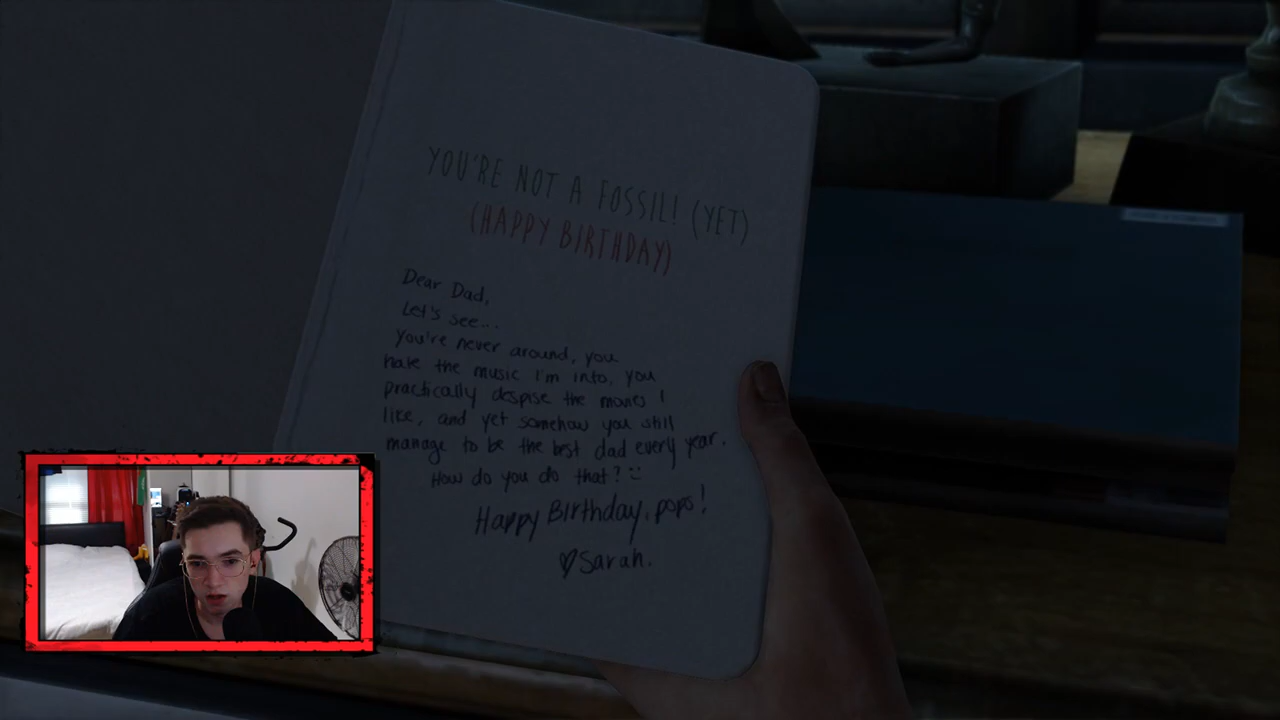 YOU'RE NOT A FOSSIL! (YET)
(HAPPY BIRTHDAY)
Dear Dad,
Let's see...
You're never around, you
hate the music I'm into, you
practically despise the movies I
like, and yet somehow you still
manage to be the best dad every year.
How do you do that? :)
Happy Birthday, pops!
♡Sarah.